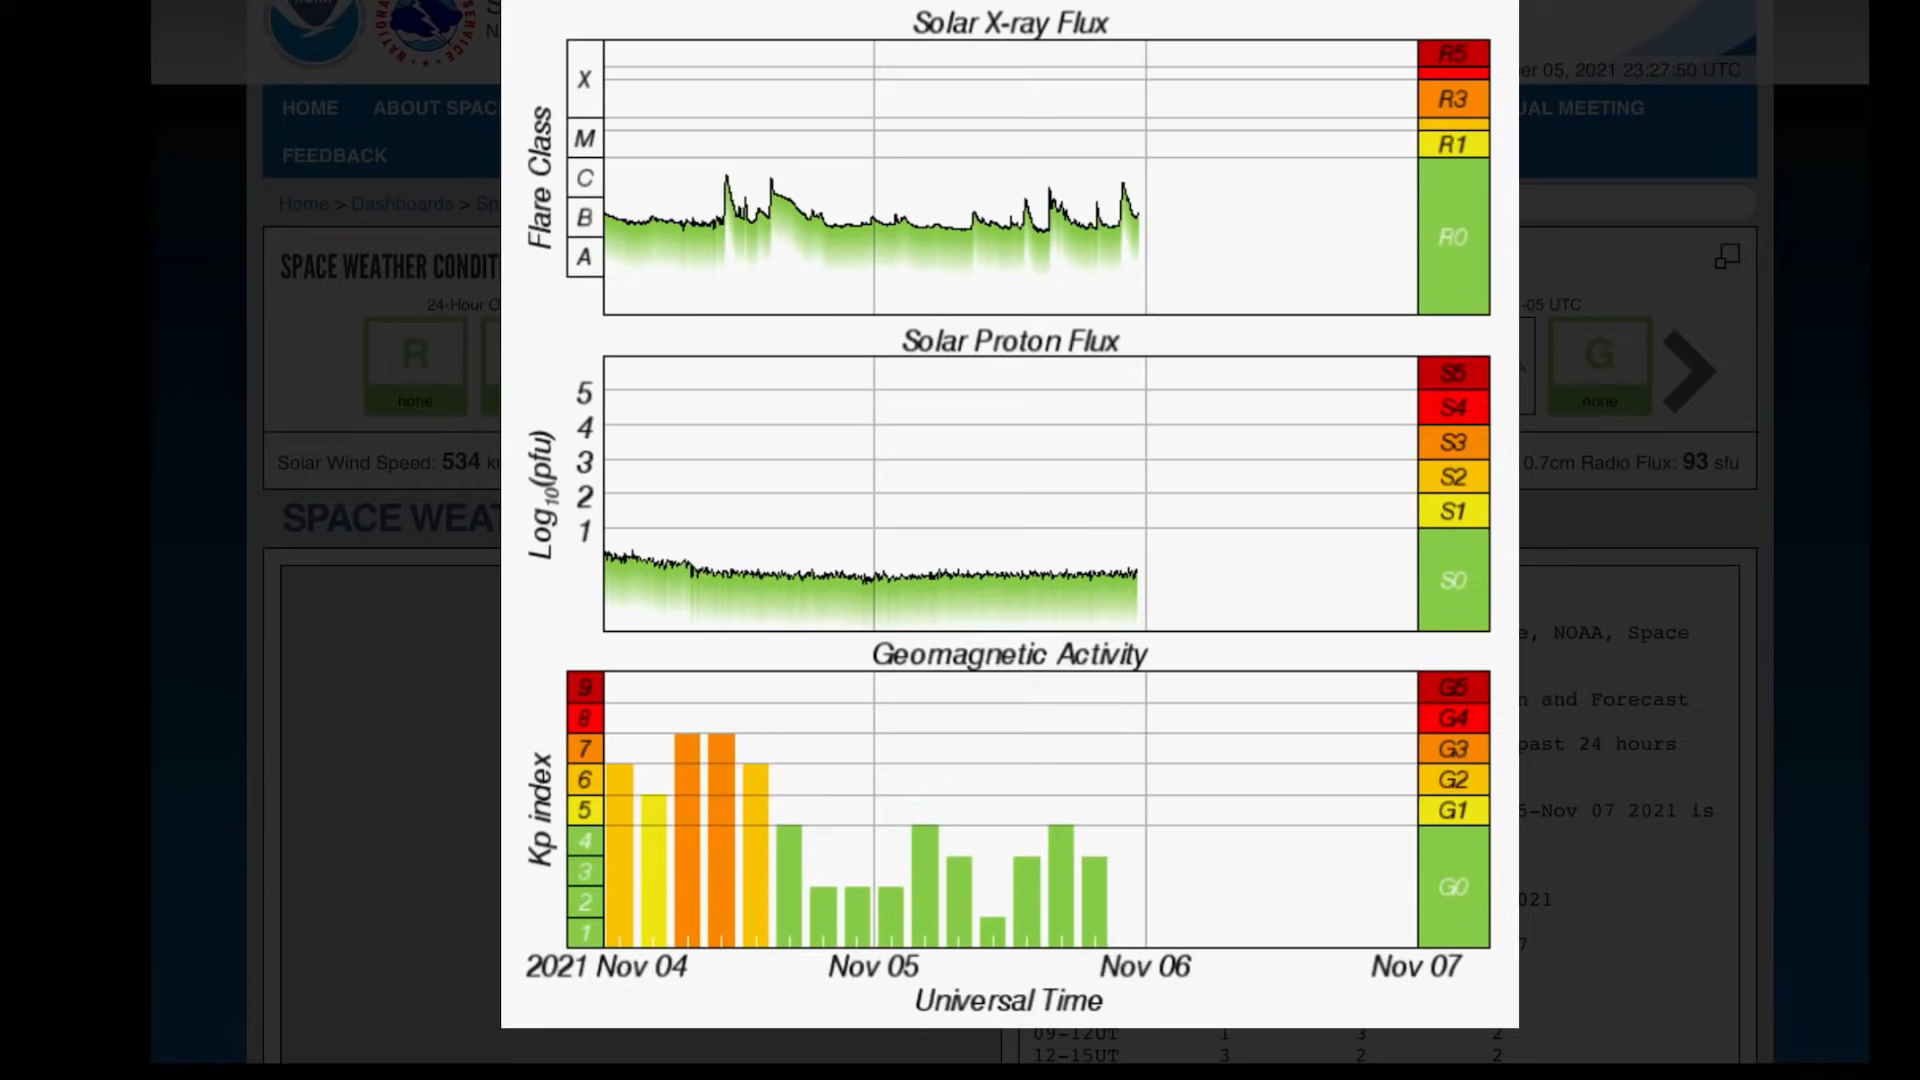 Solar X-ray Flux
Flare Class
X
M
C
B
A
R5
R3
R1
R0
er 05, 2021 23:27:50 UTC
HOME ABOUT SPAC
UAL MEETING
FEEDBACK
Home > Dashboards > Sp
SPACE WEATHER CONDIT
24-Hour O
-05 UTC
R
none
G
none
Solar Wind Speed: 534 k
0.7cm Radio Flux: 93 sfu
SPACE WEAT
Solar Proton Flux
Log10(pfu)
5
4
3
2
1
S5
S4
S3
S2
S1
S0
e, NOAA, Space
n and Forecast
past 24 hours
5-Nov 07 2021 is
021
7
Geomagnetic Activity
Kp index
9
8
7
6
5
4
3
2
1
G5
G4
G3
G2
G1
G0
2021 Nov 04 Nov 05 Nov 06 Nov 07
Universal Time
09-12UT 1 3 2
12-15UT 3 2 2